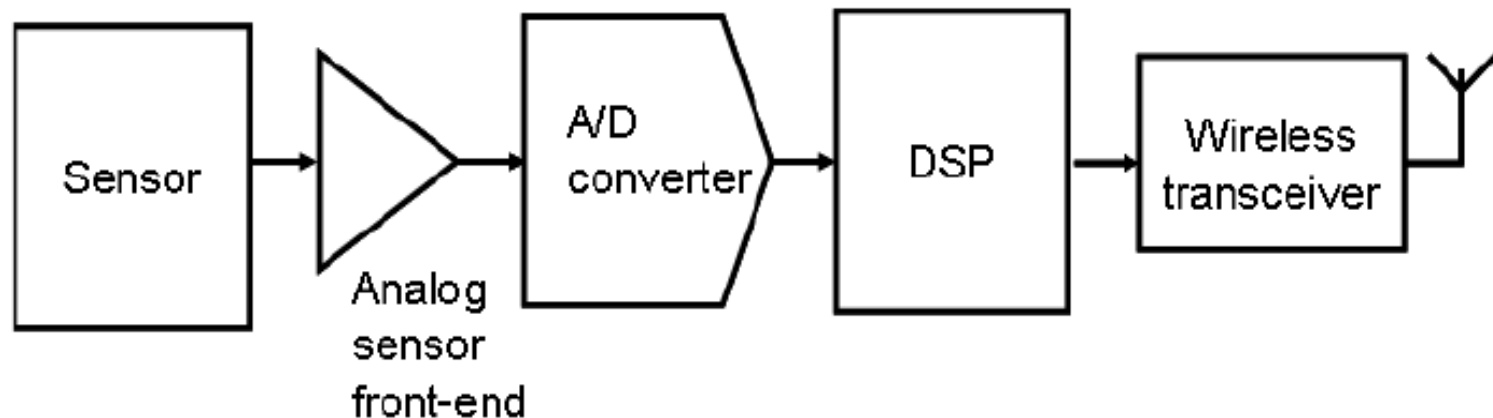 Sensor
Analog
sensor
front-end
A/D
converter
DSP
Wireless
transceiver